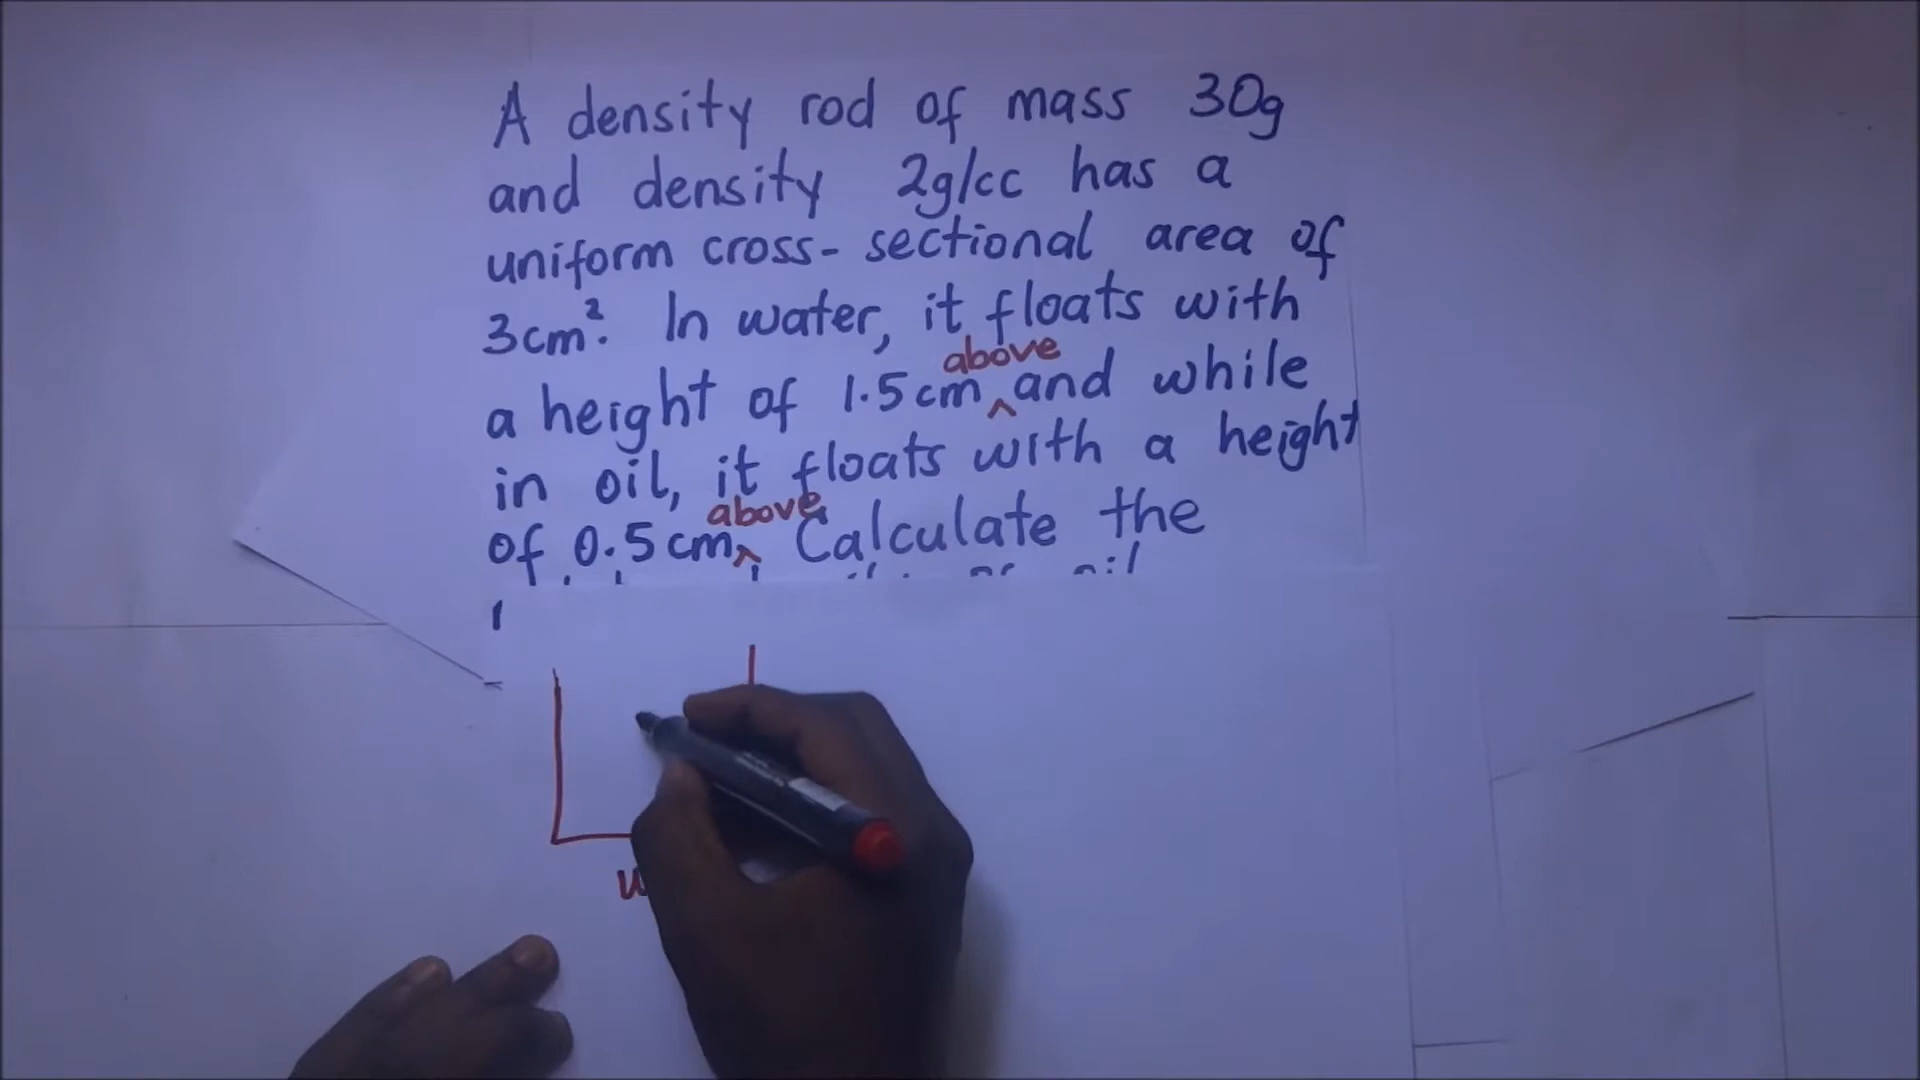 A density rod of mass 30g
and density 2g/cc has a
uniform cross-sectional area of
3cm². In water, it floats with
a height of 1.5cm above and while
in oil, it floats with a height
of 0.5cm above. Calculate the
oil